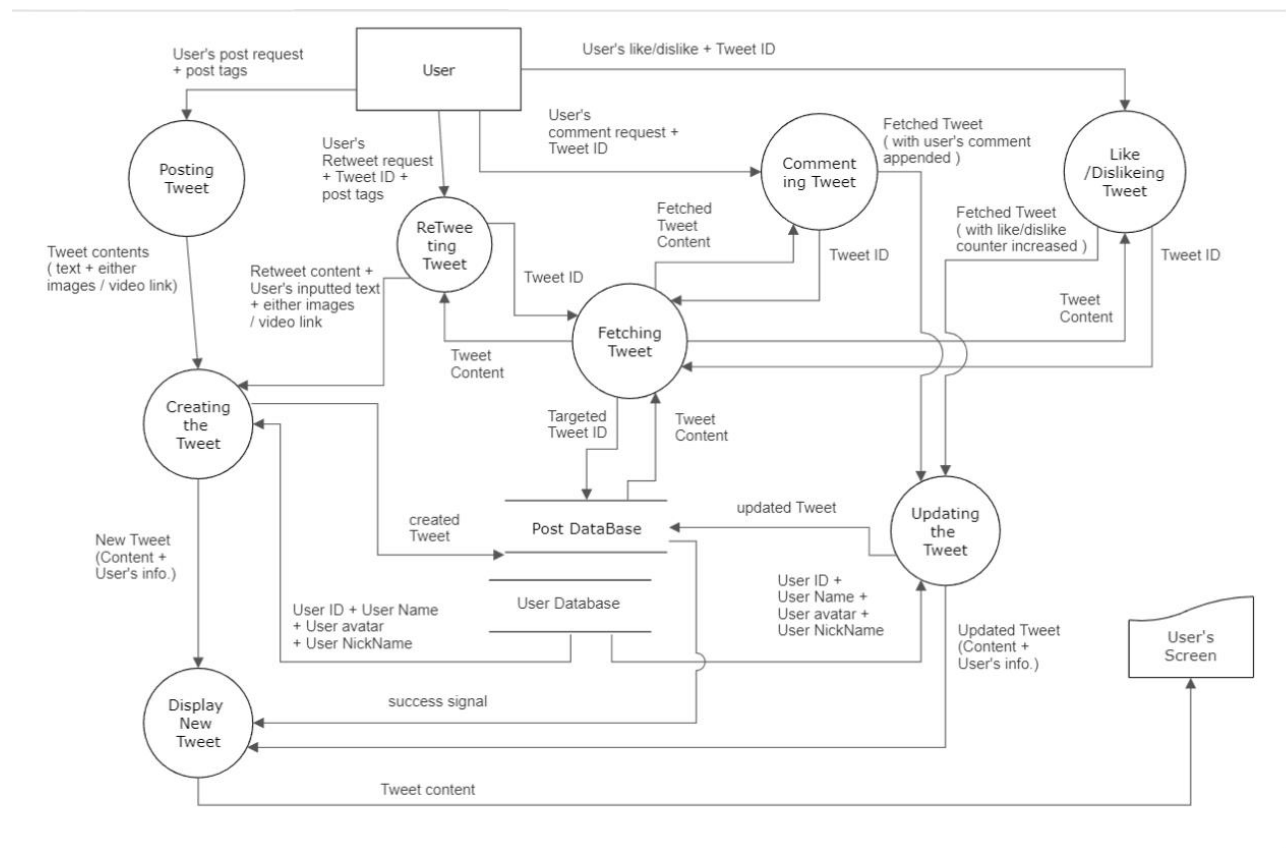 User's post request
+ post tags
User
User's like/dislike + Tweet ID
Posting
Tweet
User's
Retweet request
+ Tweet ID +
post tags
User's
comment request +
Tweet ID
Comment
ing Tweet
Fetched Tweet
( with user's comment
appended )
Like
/Dislikeing
Tweet
ReTwee
ting
Tweet
Fetched
Tweet
Content
Tweet ID
Fetched Tweet
( with like/dislike
counter increased )
Tweet ID
Tweet contents
( text + either
images / video link)
Retweet content +
User's inputted text
+ either images
/ video link
Tweet ID
Fetching
Tweet
Tweet
Content
Tweet
Content
Creating
the
Tweet
Targeted
Tweet ID
Tweet
Content
created
Tweet
Post DataBase
updated Tweet
Updating
the
Tweet
New Tweet
(Content +
User's info.)
User ID + User Name
+ User avatar
+ User NickName
User Database
User ID +
User Name +
User avatar +
User NickName
Updated Tweet
(Content +
User's info.)
User's
Screen
Display
New
Tweet
success signal
Tweet content